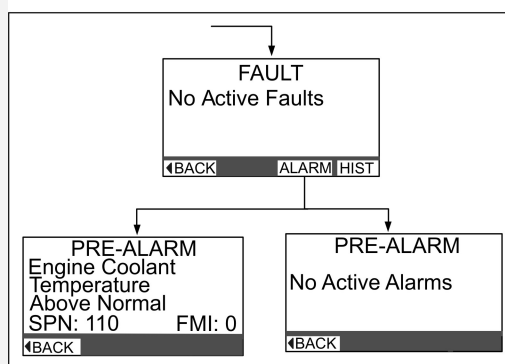 FAULT
No Active Faults
◀BACK ALARM HIST
PRE-ALARM
Engine Coolant
Temperature
Above Normal
SPN: 110 FMI: 0
◀BACK
PRE-ALARM
No Active Alarms
◀BACK